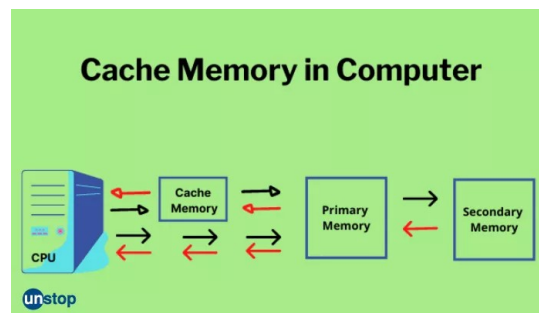 Cache Memory in Computer
Cache
Memory
Primary
Memory
Secondary
Memory
CPU
unstop